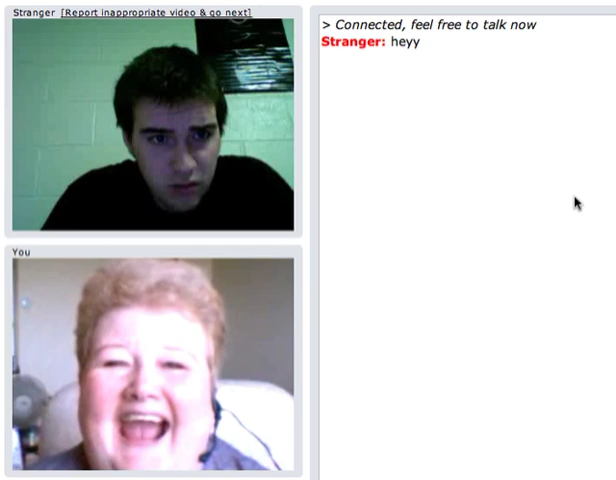 Stranger [Report inappropriate video & go next]
> Connected, feel free to talk now
Stranger: heyy
You